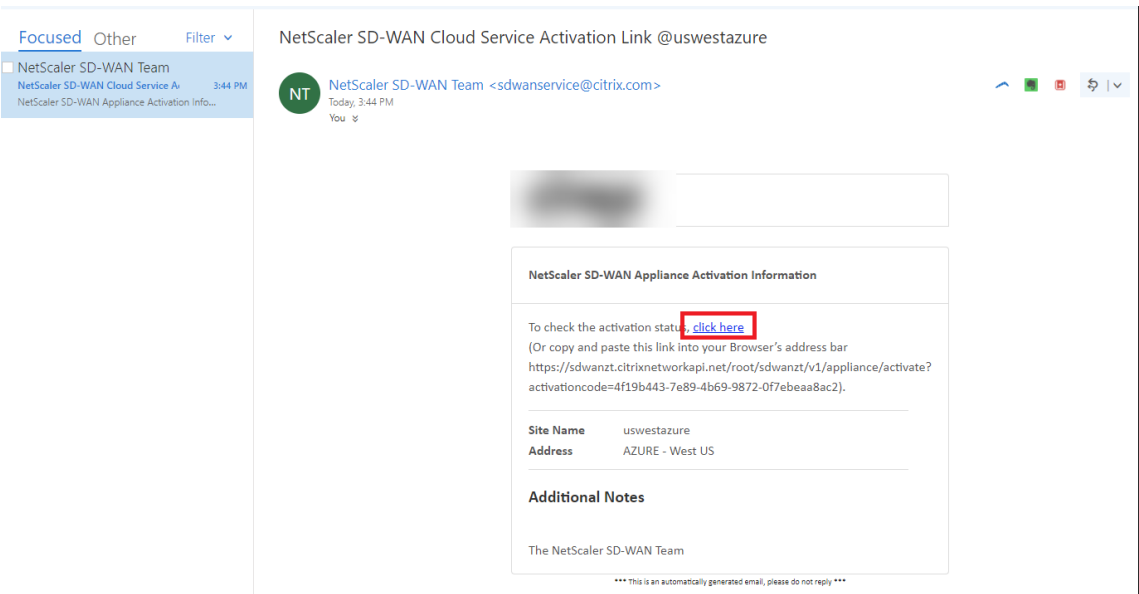 Focused Other Filter
NetScaler SD-WAN Team
NetScaler SD-WAN Cloud Service A 3:44 PM
NetScaler SD-WAN Appliance Activation Info...
NetScaler SD-WAN Cloud Service Activation Link @uswestazure
NT
NetScaler SD-WAN Team <sdwanservice@citrix.com>
Today, 3:44 PM
You
NetScaler SD-WAN Appliance Activation Information
To check the activation status, click here
(Or copy and paste this link into your Browser's address bar
https://sdwanzt.citrixnetworkapi.net/root/sdwanzt/v1/appliance/activate?
activationcode=4f19b443-7e89-4b69-9872-0f7ebeaa8ac2).
Site Name uswestazure
Address AZURE - West US
Additional Notes
The NetScaler SD-WAN Team
*** This is an automatically generated email, please do not reply ***